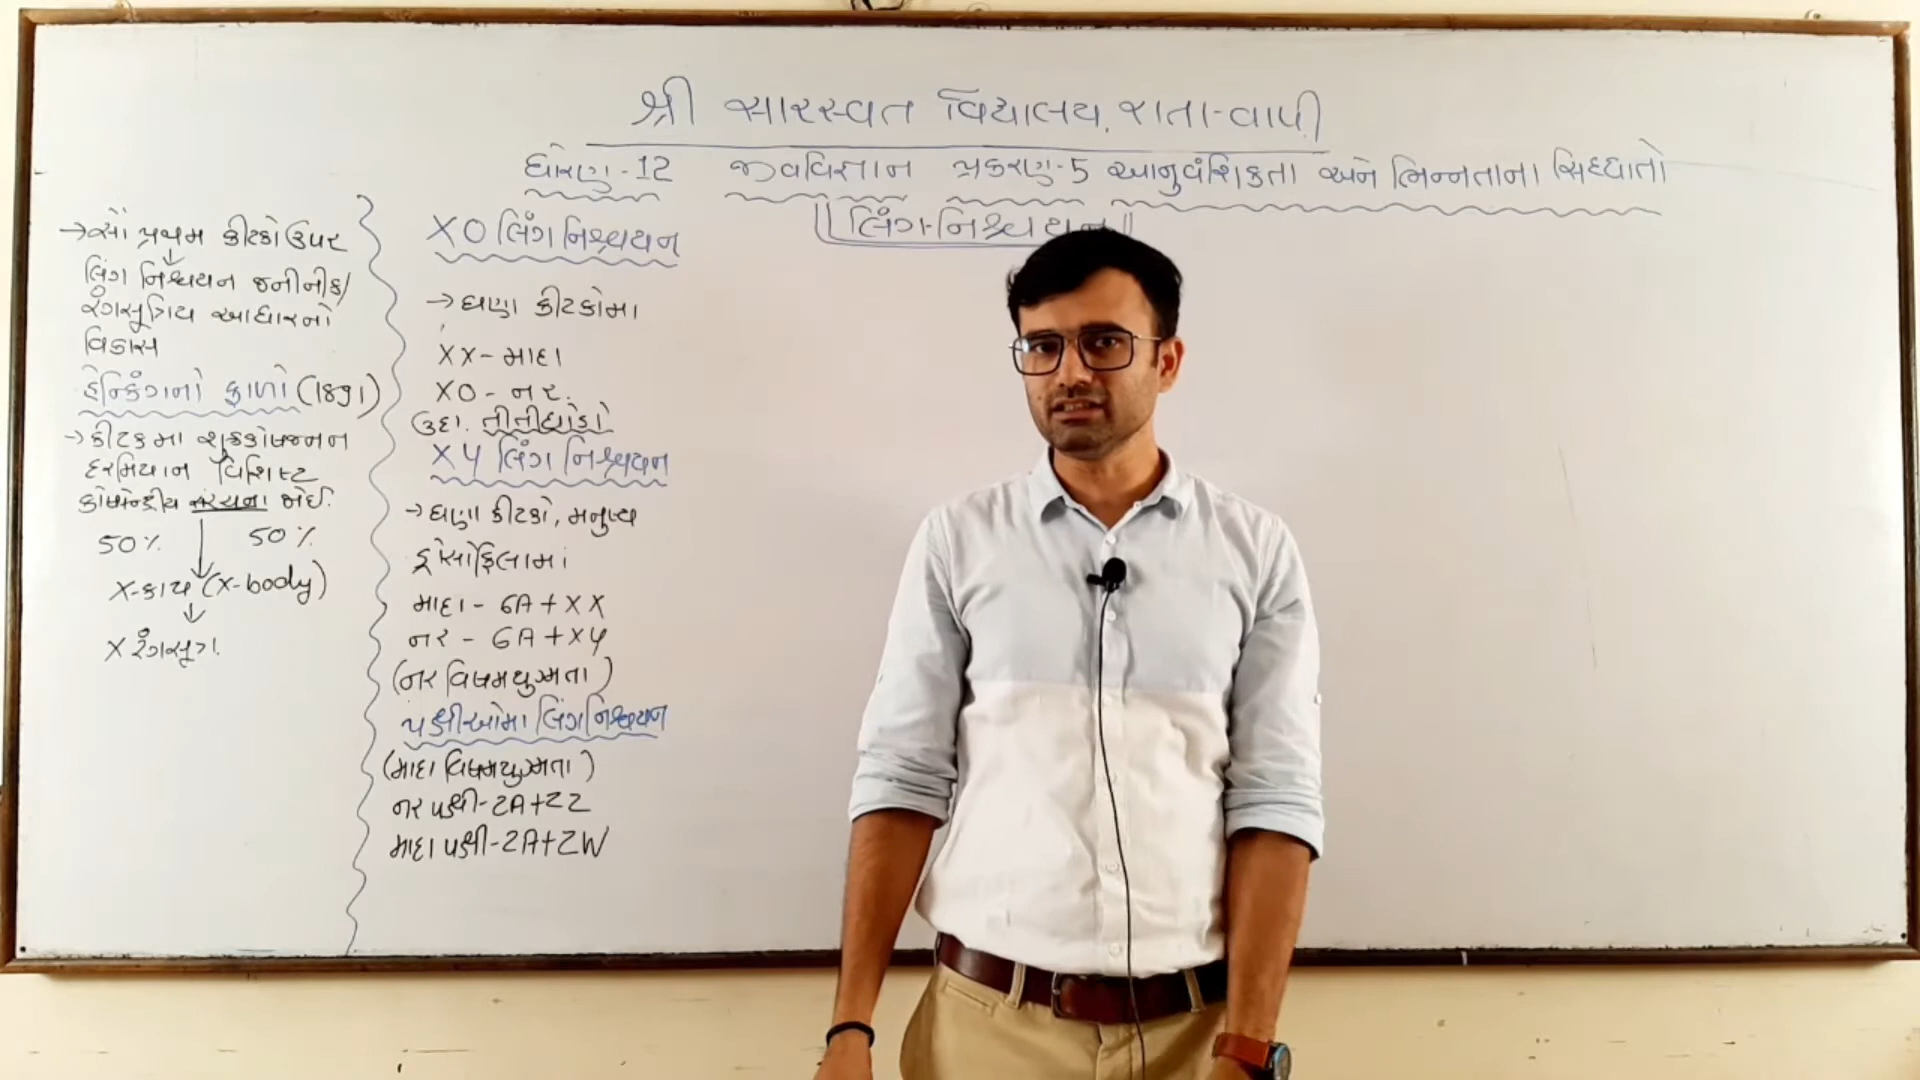 શ્રી સારસ્વત વિદ્યાલય, રાતા-વાપી
ધોરણ-12 જીવવિજ્ઞાન પ્રકરણ-5 આનુવંશિકતા અને ભિન્નતાના સિદ્ધાતો
લિંગ-નિશ્ચયન
→ સૌ પ્રથમ કીટકો ઉપર
લિંગ નિશ્ચયન જનીનીક/
રંગસૂત્રિય આધારનો
વિકાસ
હેન્કિંગનો ફાળો (1891)
→ કીટકમા શુક્રકોષજનન
દરમિયાન વિશિષ્ટ
કોષકેન્દ્રીય સંરચના જોઈ.
50% 50%
X-કાય (X-body)
X રંગસૂત્ર.
XO લિંગ નિશ્ચયન
→ ઘણા કીટકોમા
XX - માદા
XO - નર.
ઉદા. તીતીઘોડો
XY લિંગ નિશ્ચયન
→ ઘણા કીટકો, મનુષ્ય
ડ્રોસોફિલામાં
માદા - 6A + XX
નર - 6A + XY
(નર વિષમયુગ્મતા)
પક્ષીઓમા લિંગ નિશ્ચયન
(માદા વિષમયુગ્મતા)
નર પક્ષી - 2A + ZZ
માદા પક્ષી - 2A + ZW